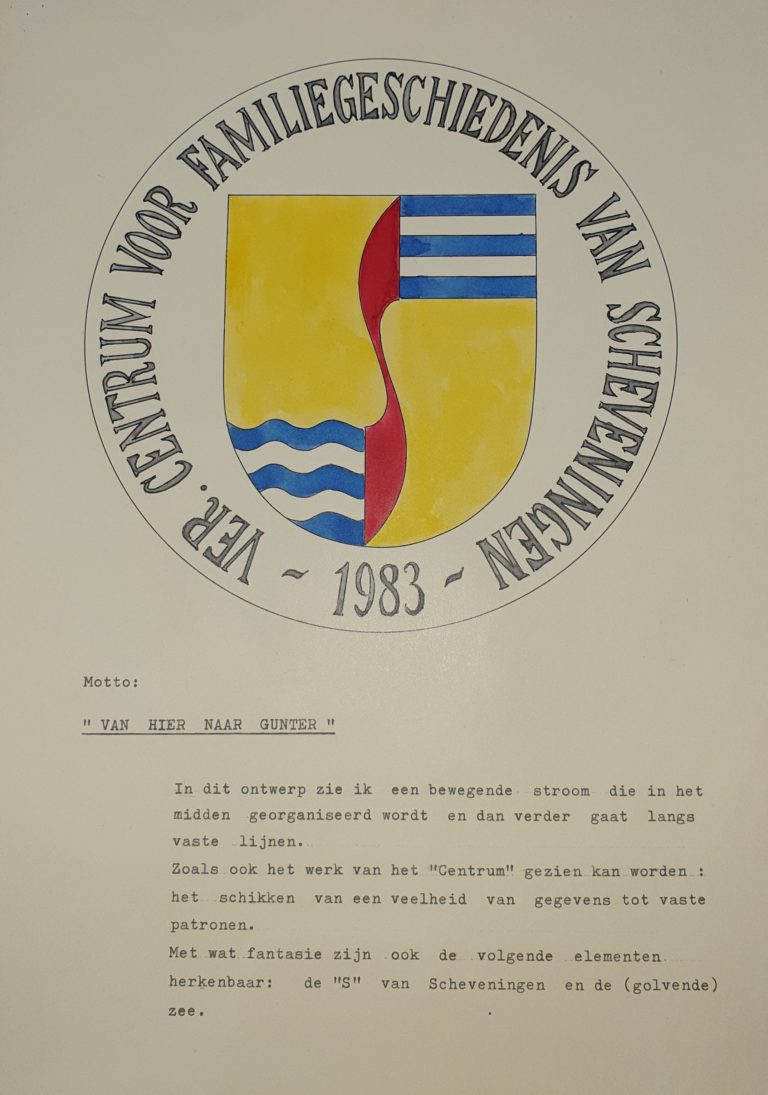 VER. CENTRUM VOOR FAMILIEGESCHIEDENIS VAN SCHEVENINGEN
~ 1983 ~
Motto:
" VAN HIER NAAR GUNTER "
In dit ontwerp zie ik een bewegende stroom die in het
midden georganiseerd wordt en dan verder gaat langs
vaste lijnen.
Zoals ook het werk van het "Centrum" gezien kan worden :
het schikken van een veelheid van gegevens tot vaste
patronen.
Met wat fantasie zijn ook de volgende elementen
herkenbaar: de "S" van Scheveningen en de (golvende)
zee.